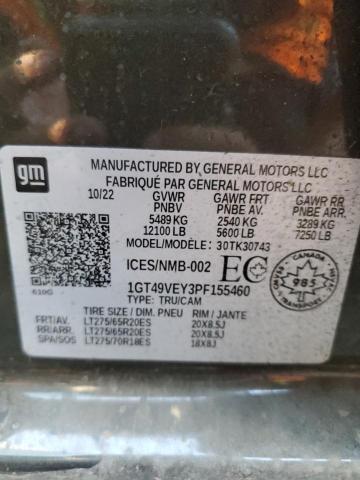 gm
MANUFACTURED BY GENERAL MOTORS LLC
FABRIQUÉ PAR GENERAL MOTORS LLC
10/22 GVWR GAWR FRT GAWR RR
PNBV PNBE AVT. PNBE ARR.
5489 KG 2540 KG 3289 KG
12100 LB 5600 LB 7250 LB
MODEL/MODÈLE: 30TK30743
ICES/NMB-002 EC
CANADA
985
610G
1GT49VEY3PF155460
TYPE: TRU/CAM
TIRE SIZE / DIM. PNEU RIM / JANTE
FRT/AV. LT275/65R20ES 20X8.5J
RR/ARR. LT275/65R20ES 20X8.5J
SPA/SOS LT275/70R18ES 18X8J